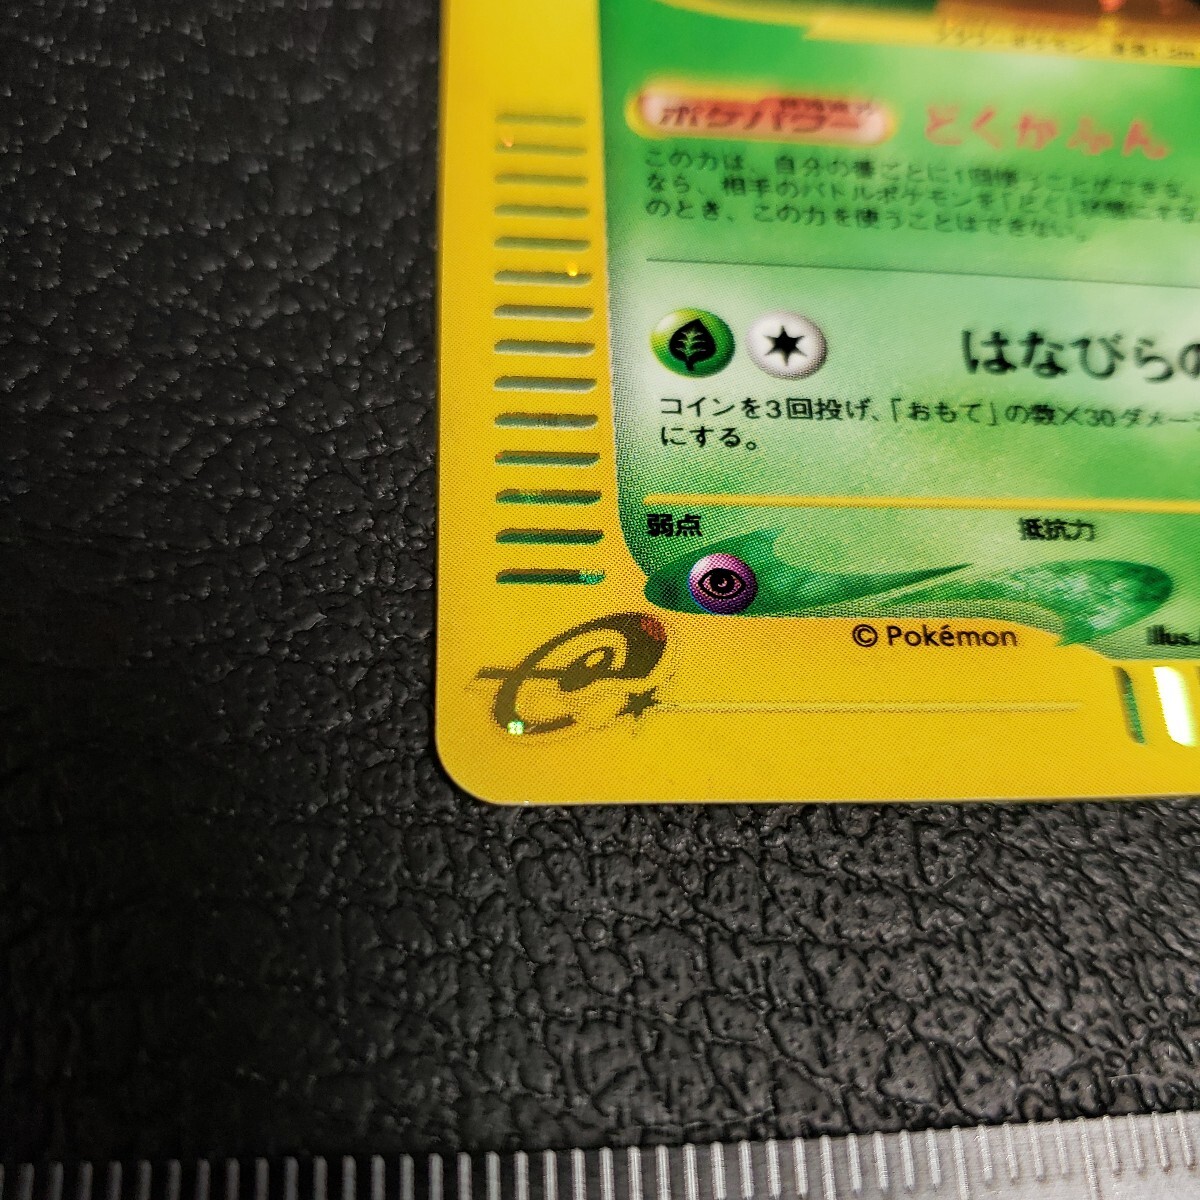 ポケパワー どくかふん
この力は、自分の番ごとに1回使うことができる。
なら、相手のバトルポケモンを「どく」状態にする
のとき、この力を使うことはできない。
はなびらの
コインを3回投げ、「おもて」の数×30ダメー
にする。
弱点 抵抗力
© Pokémon Illus.